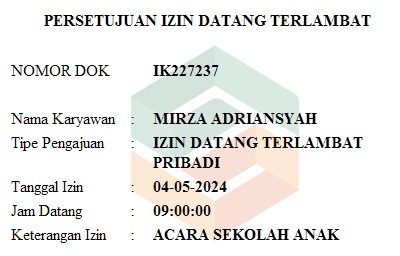 PERSETUJUAN IZIN DATANG TERLAMBAT
NOMOR DOK IK227237
Nama Karyawan : MIRZA ADRIANSYAH
Tipe Pengajuan : IZIN DATANG TERLAMBAT
PRIBADI
Tanggal Izin : 04-05-2024
Jam Datang : 09:00:00
Keterangan Izin : ACARA SEKOLAH ANAK